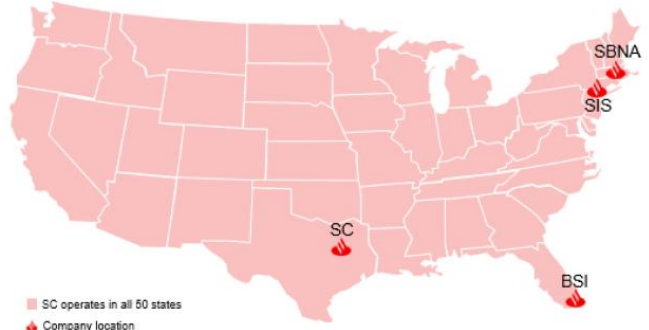 SBNA
SIS
SC
BSI
SC operates in all 50 states
Company location